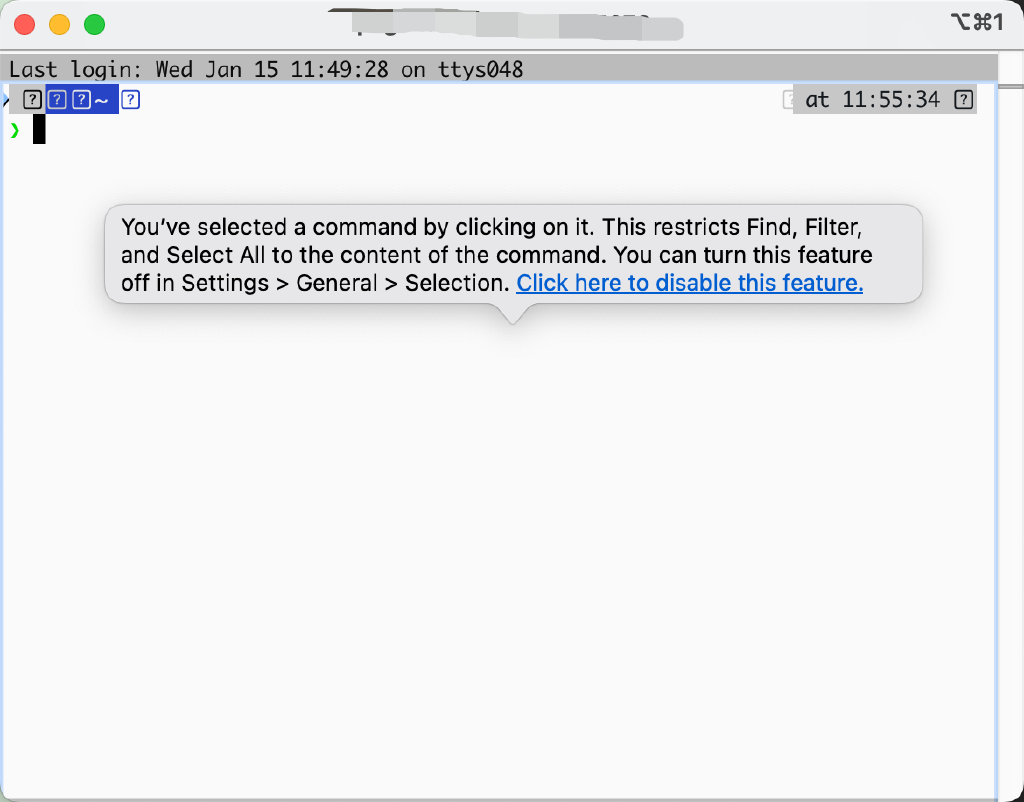 ⌥⌘1
Last login: Wed Jan 15 11:49:28 on ttys048
~ at 11:55:34
❯
You’ve selected a command by clicking on it. This restricts Find, Filter,
and Select All to the content of the command. You can turn this feature
off in Settings > General > Selection. Click here to disable this feature.